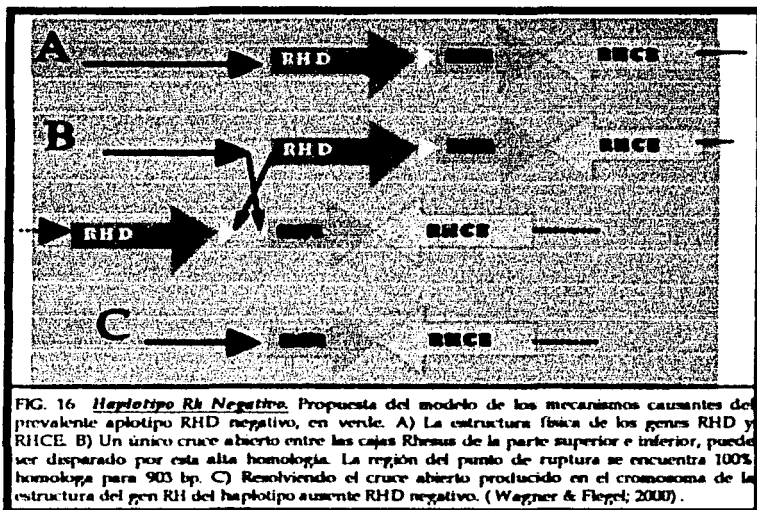 A
RHD
RHCE
B
RHD
RHCE
RHD
RHCE
C
RHCE
FIG. 16 Haplotipo Rh Negativo. Propuesta del modelo de los mecanismos causantes del
prevalente aplotipo RHD negativo, en verde. A) La estructura física de los genes RHD y
RHCE. B) Un único cruce abierto entre las cajas Rhesus de la parte superior e inferior, puede
ser disparado por esta alta homología. La región del punto de ruptura se encuentra 100%
homologa para 903 bp. C) Resolviendo el cruce abierto producido en el cromosoma de la
estructura del gen RH del haplotipo ausente RHD negativo. ( Wagner & Flegel; 2000) .